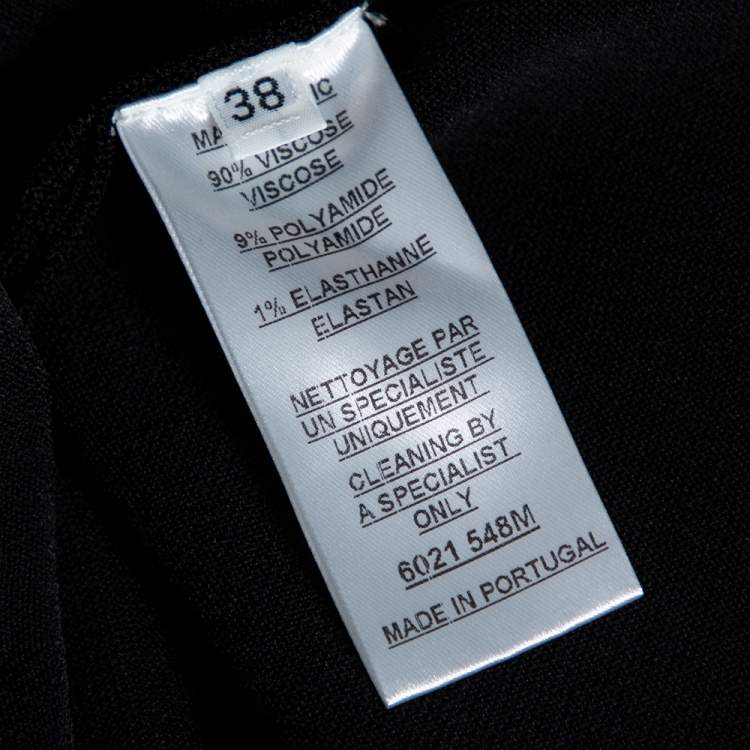 38
90% VISCOSE
VISCOSE
9% POLYAMIDE
POLYAMIDE
1% ELASTHANNE
ELASTAN
NETTOYAGE PAR
UN SPECIALISTE
UNIQUEMENT
CLEANING BY
A SPECIALIST
ONLY
6021 548M
MADE IN PORTUGAL